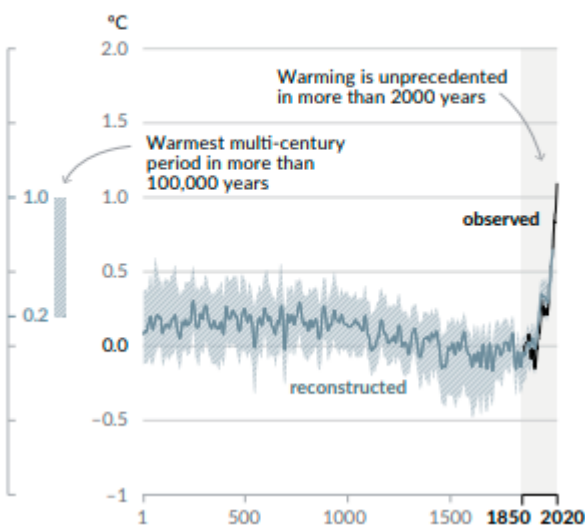 °C
2.0
Warming is unprecedented
in more than 2000 years
1.5
Warmest multi-century
period in more than
100,000 years
1.0
1.0
observed
0.5
0.2
0.0
reconstructed
−0.5
−1
1
500
1000
1500
1850
2020